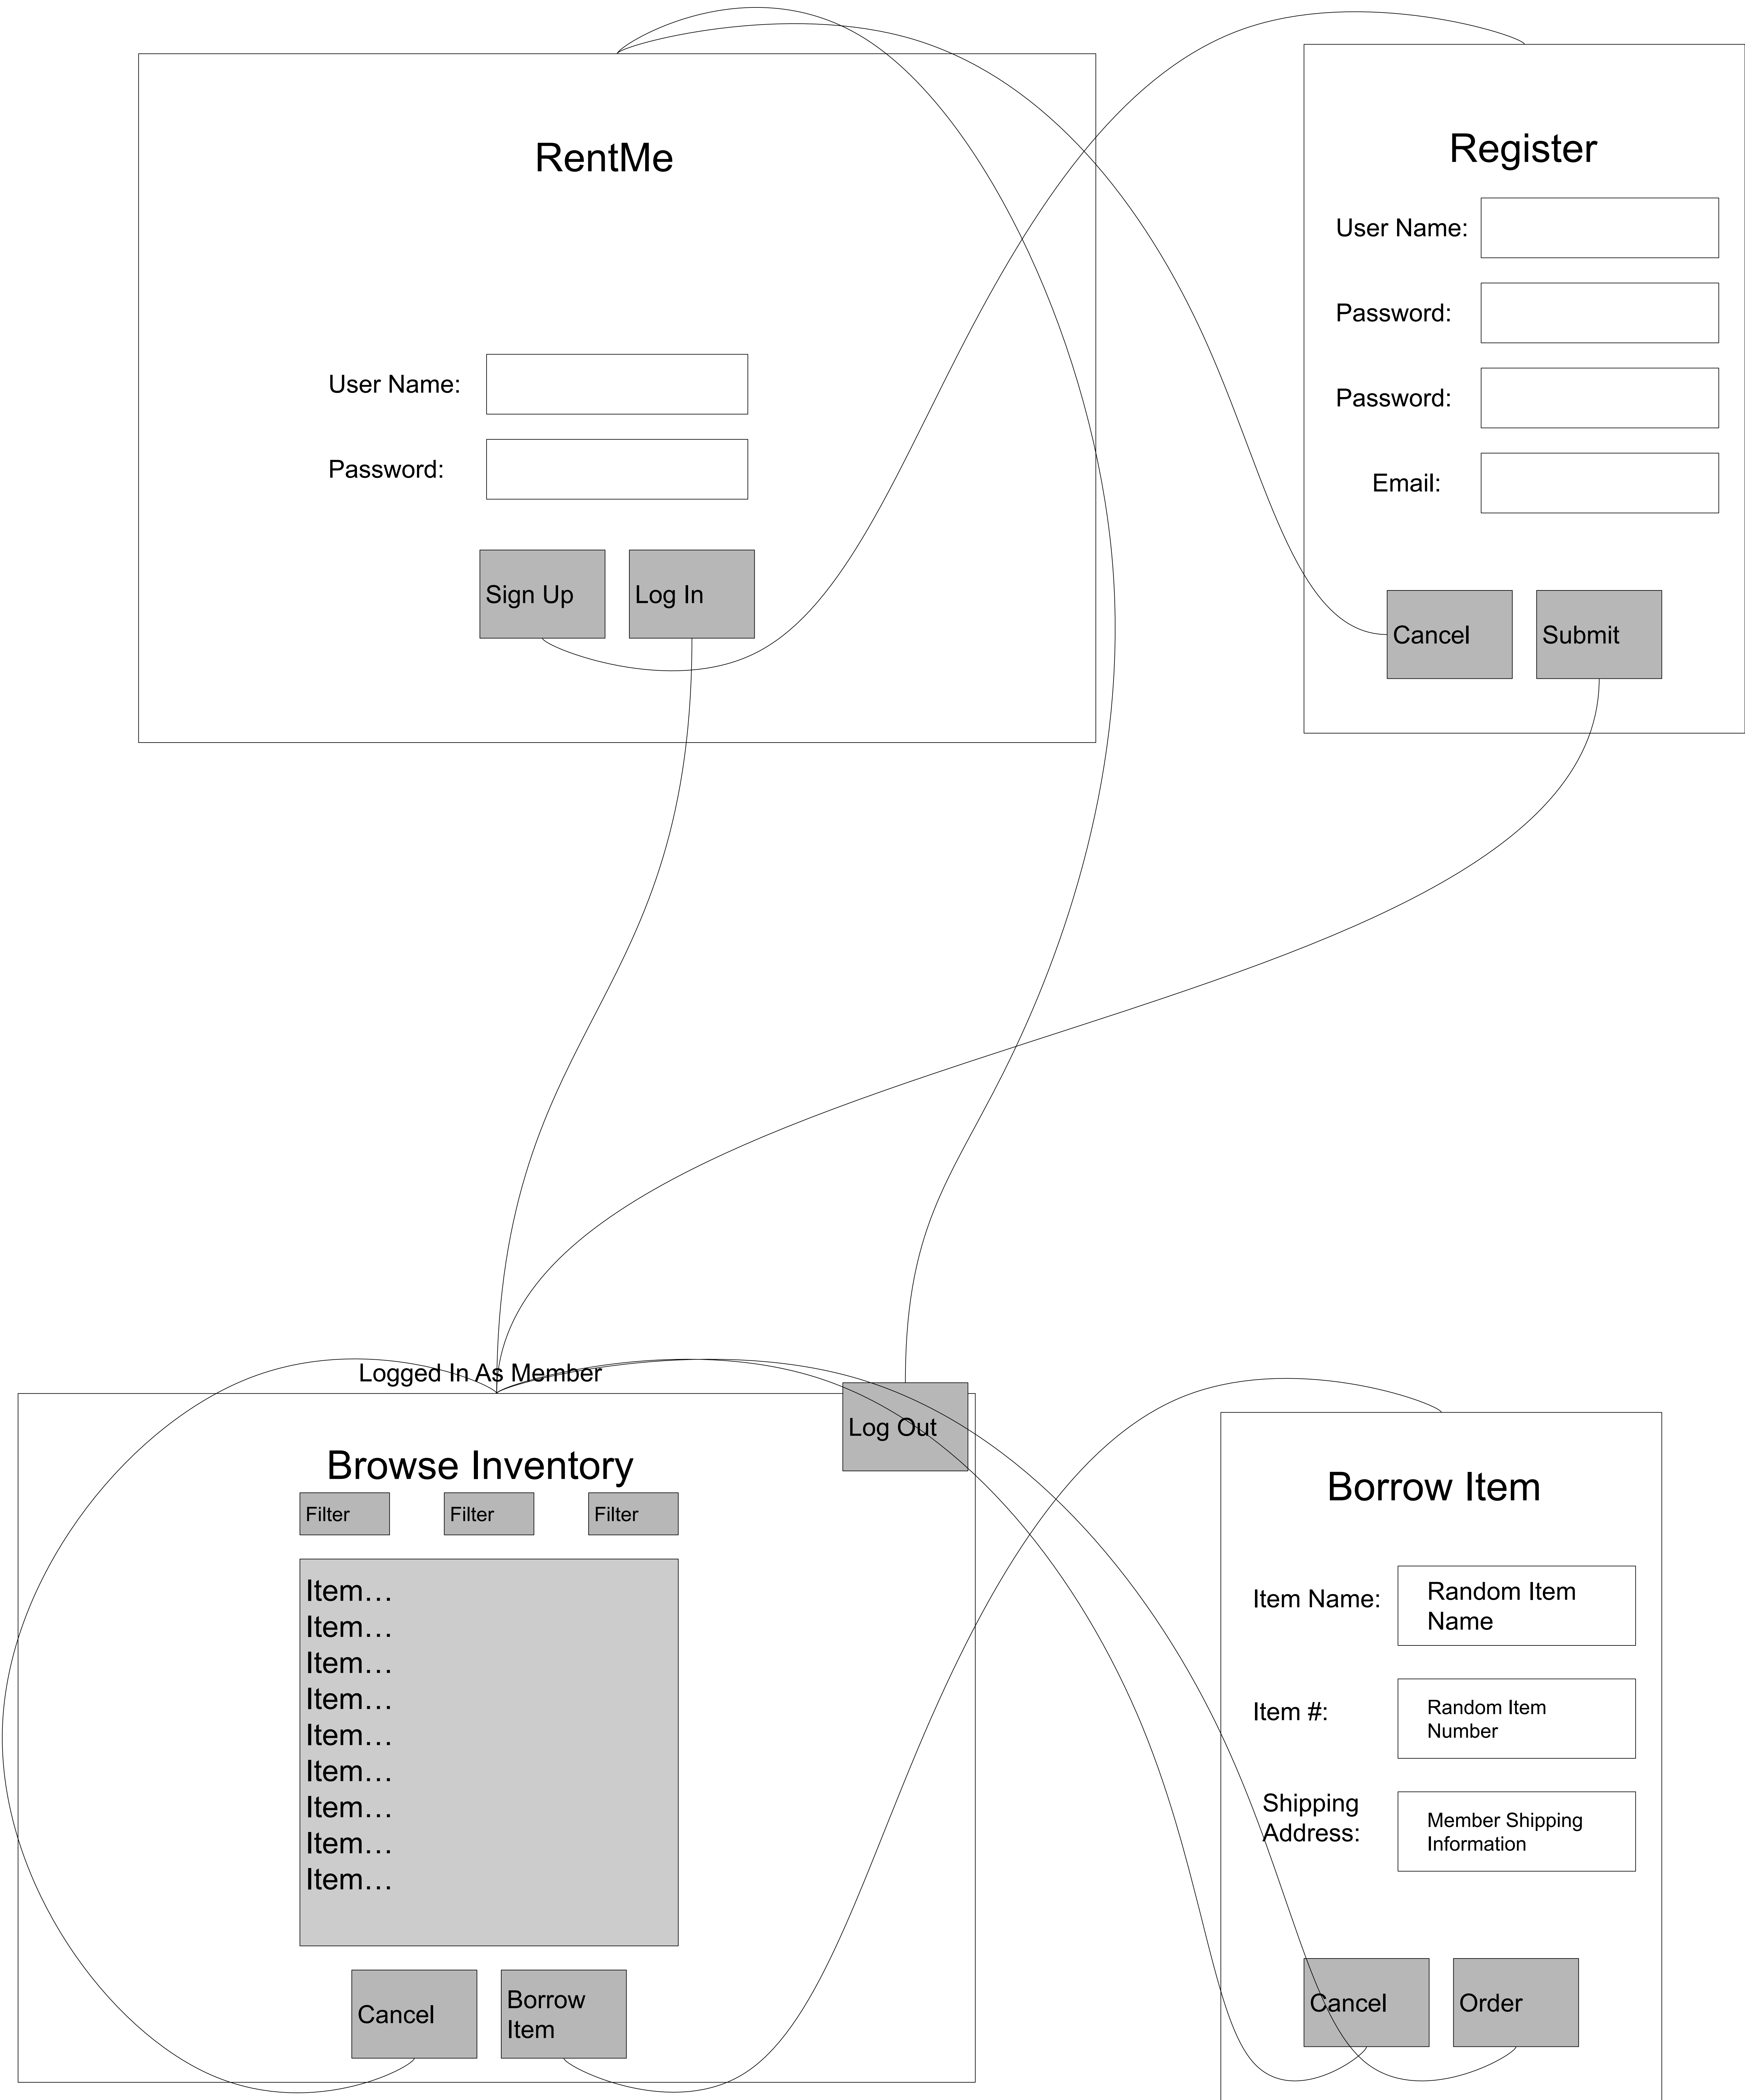 RentMe
User Name:
Password:
Sign Up
Log In
Register
User Name:
Password:
Password:
Email:
Cancel
Submit
Logged In As Member
Log Out
Browse Inventory
Filter
Filter
Filter
Item…
Item…
Item…
Item…
Item…
Item…
Item…
Item…
Item…
Cancel
Borrow
Item
Borrow Item
Item Name:
Random Item
Name
Item #:
Random Item
Number
Shipping
Address:
Member Shipping
Information
Cancel
Order